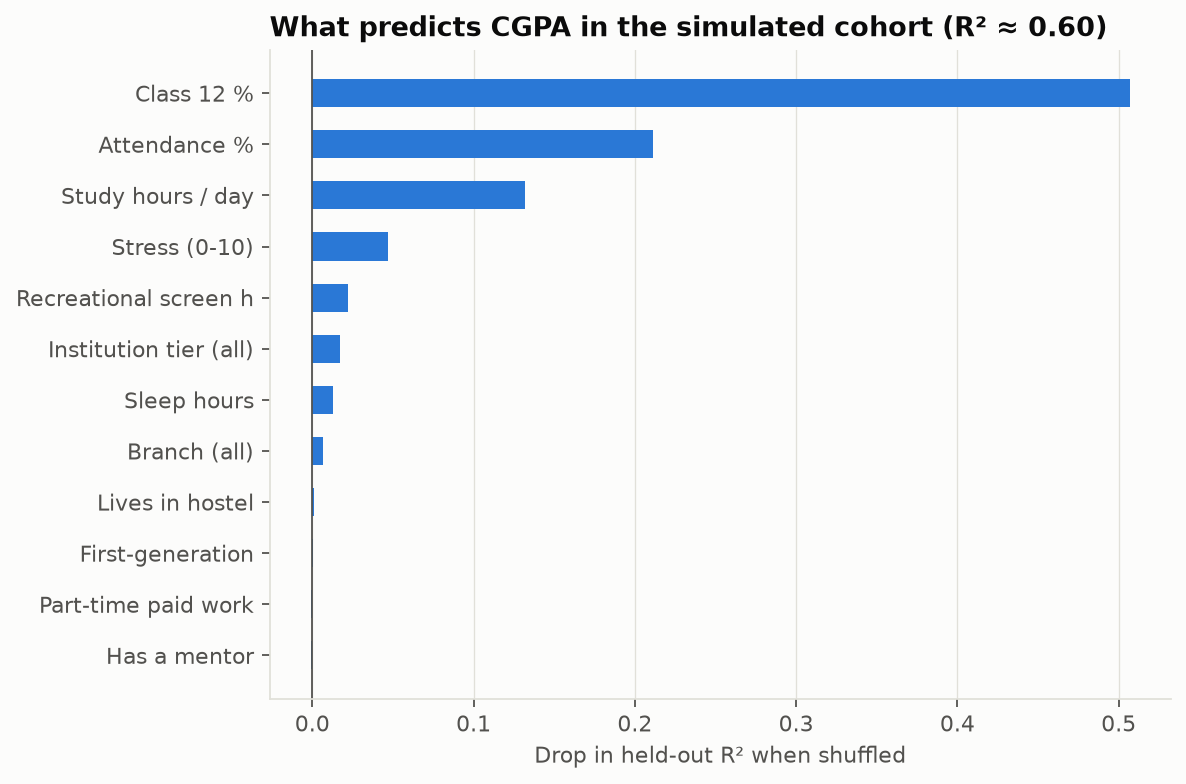 What predicts CGPA in the simulated cohort (R² ≈ 0.60)
Class 12 %
Attendance %
Study hours / day
Stress (0-10)
Recreational screen h
Institution tier (all)
Sleep hours
Branch (all)
Lives in hostel
First-generation
Part-time paid work
Has a mentor
0.0 0.1 0.2 0.3 0.4 0.5
Drop in held-out R² when shuffled